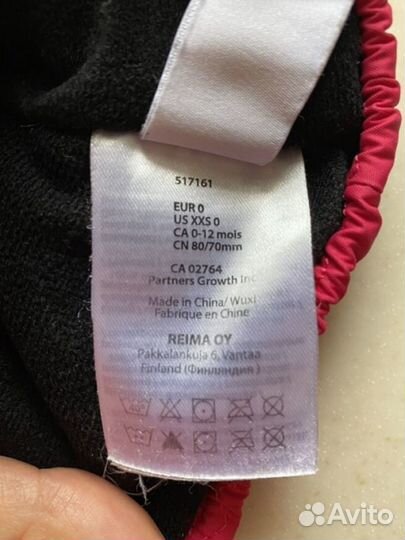 517161
EUR 0
US XXS 0
CA 0-12 mois
CN 80/70mm
CA 02764
Partners Growth Inc
Made in China/ Wuxi
Fabrique en Chine
REIMA OY
Pakkalankuja 6, Vantaa
Finland (Финляндия)
Avito